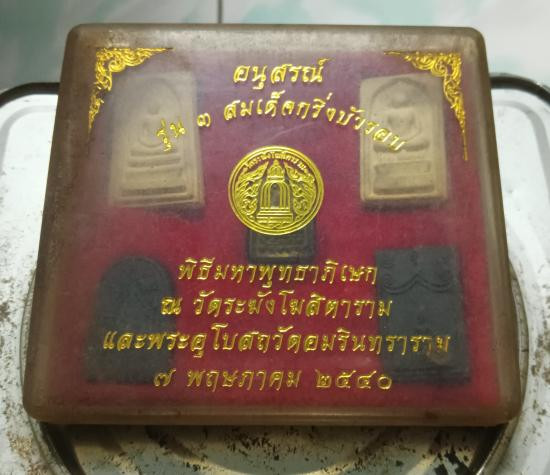 อนุสรณ์
รุ่น ๓ สมเด็จกริ่งบัวรอบ
พิธีมหาพุทธาภิเษก
ณ วัดระฆังโฆสิตาราม
และพระอุโบสถวัดอมรินทราราม
๗ พฤษภาคม ๒๕๔๐